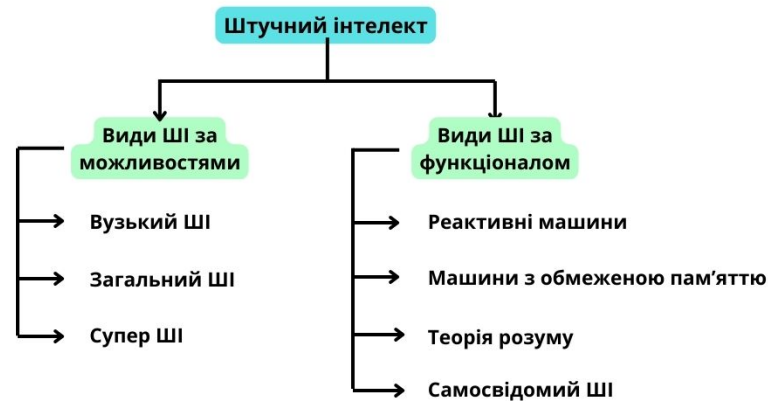 Штучний інтелект
Види ШІ за
можливостями
Вузький ШІ
Загальний ШІ
Супер ШІ
Види ШІ за
функціоналом
Реактивні машини
Машини з обмеженою пам’яттю
Теорія розуму
Самосвідомий ШІ